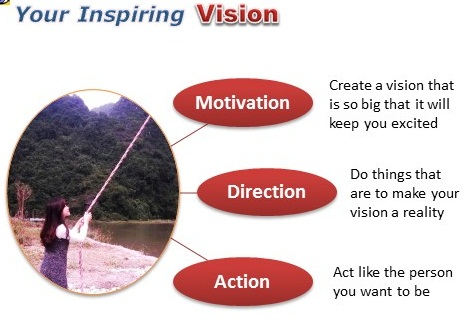 Your Inspiring Vision
Motivation
Create a vision that
is so big that it will
keep you excited
Direction
Do things that
are to make your
vision a reality
Action
Act like the person
you want to be